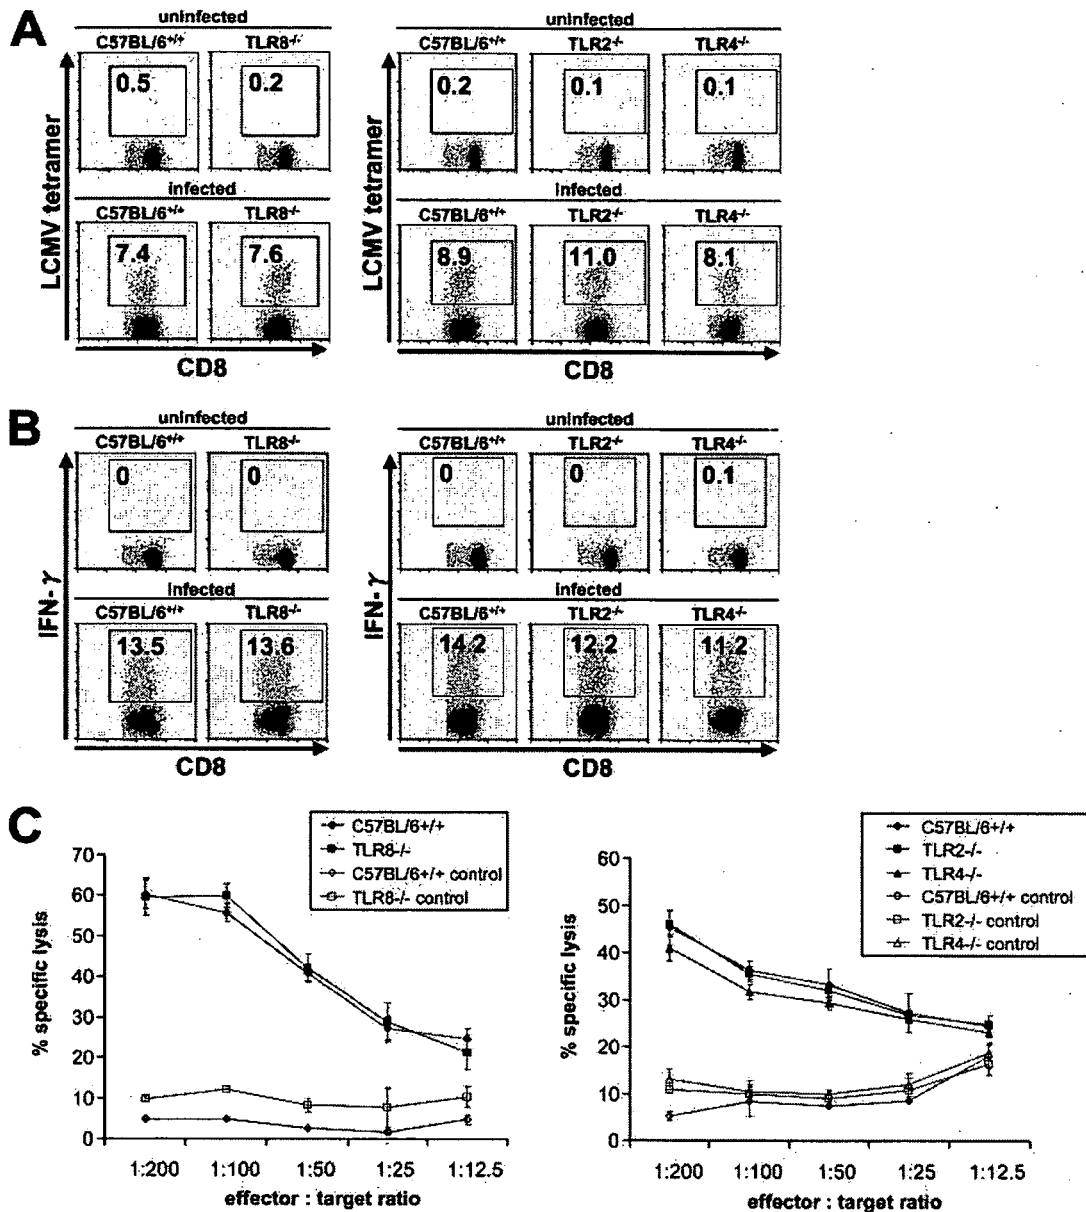 A
uninfected
C57BL/6+/+ TLR8-/-
0.5 0.2
infected
C57BL/6+/+ TLR8-/-
7.4 7.6
LCMV tetramer
CD8
uninfected
C57BL/6+/+ TLR2-/- TLR4-/-
0.2 0.1 0.1
infected
C57BL/6+/+ TLR2-/- TLR4-/-
8.9 11.0 8.1
LCMV tetramer
CD8
B
uninfected
C57BL/6+/+ TLR8-/-
0 0
infected
C57BL/6+/+ TLR8-/-
13.5 13.6
IFN-γ
CD8
uninfected
C57BL/6+/+ TLR2-/- TLR4-/-
0 0 0.1
infected
C57BL/6+/+ TLR2-/- TLR4-/-
14.2 12.2 11.2
IFN-γ
CD8
C
C57BL/6+/+
TLR8-/-
C57BL/6+/+ control
TLR8-/- control
70
60
50
40
30
20
10
0
% specific lysis
1:200 1:100 1:50 1:25 1:12.5
effector : target ratio
C57BL/6+/+
TLR2-/-
TLR4-/-
C57BL/6+/+ control
TLR2-/- control
TLR4-/- control
60
50
40
30
20
10
0
% specific lysis
1:200 1:100 1:50 1:25 1:12.5
effector : target ratio